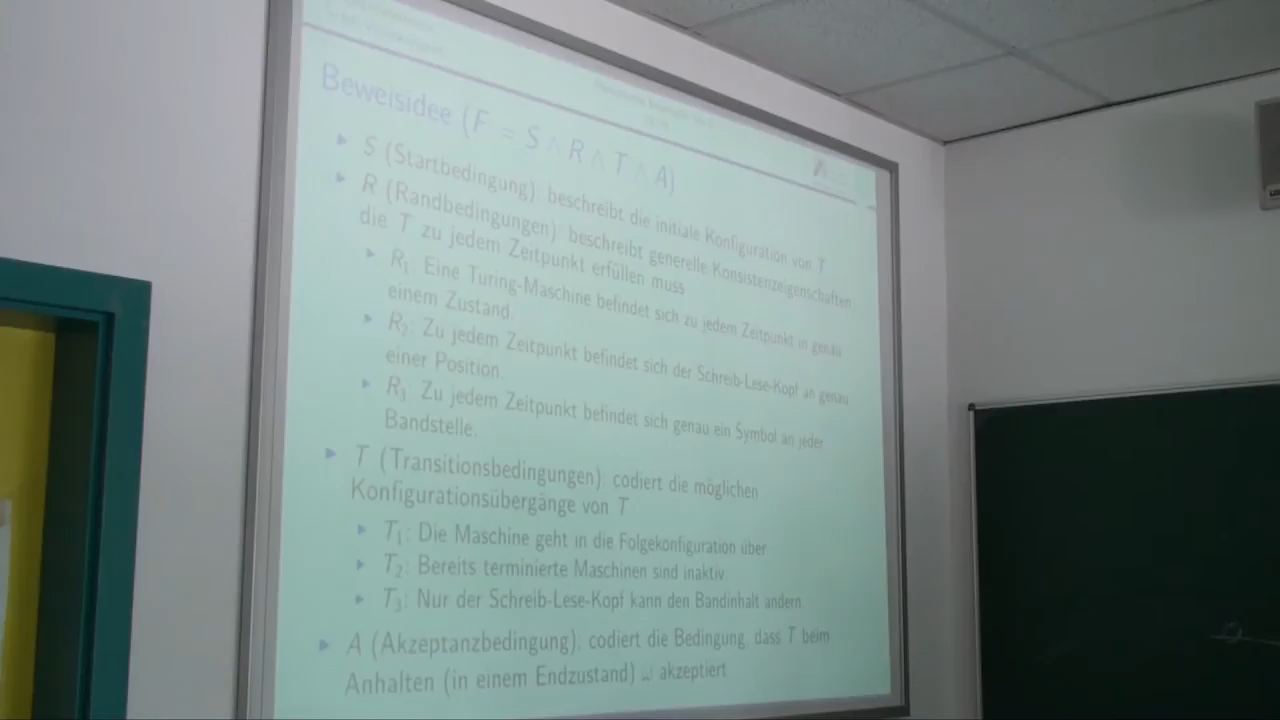 Beweisidee (F = S ∧ R ∧ T ∧ A)
S (Startbedingung): beschreibt die initiale Konfiguration von T
R (Randbedingungen): beschreibt generelle Konsistenzeigenschaften
die T zu jedem Zeitpunkt erfüllen muss
R₁: Eine Turing-Maschine befindet sich zu jedem Zeitpunkt in genau
einem Zustand.
R₂: Zu jedem Zeitpunkt befindet sich der Schreib-Lese-Kopf an genau
einer Position.
R₃: Zu jedem Zeitpunkt befindet sich genau ein Symbol an jeder
Bandstelle.
T (Transitionsbedingungen): codiert die möglichen
Konfigurationsübergänge von T
T₁: Die Maschine geht in die Folgekonfiguration über
T₂: Bereits terminierte Maschinen sind inaktiv
T₃: Nur der Schreib-Lese-Kopf kann den Bandinhalt ändern
A (Akzeptanzbedingung): codiert die Bedingung, dass T beim
Anhalten (in einem Endzustand) ω akzeptiert